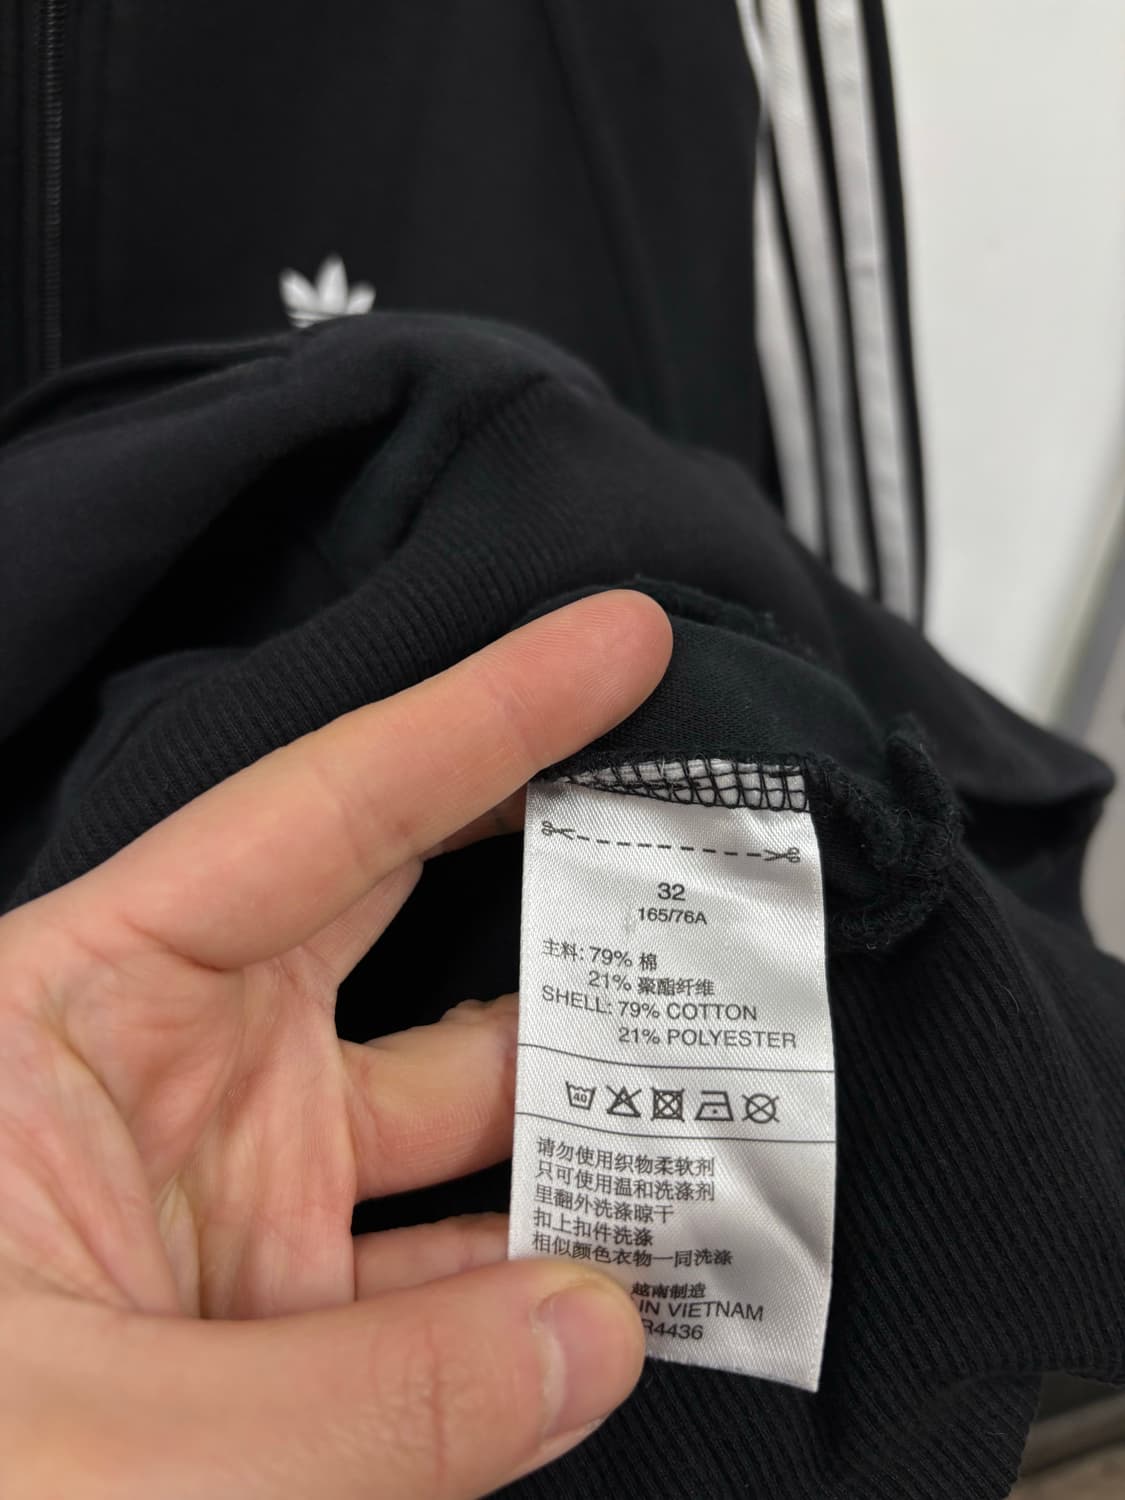 32
165/76A
主料: 79% 棉
21% 聚酯纤维
SHELL: 79% COTTON
21% POLYESTER
40
请勿使用织物柔软剂
只可使用温和洗涤剂
里翻外洗涤晾干
扣上扣件洗涤
相似颜色衣物一同洗涤
越南制造
IN VIETNAM
R4436